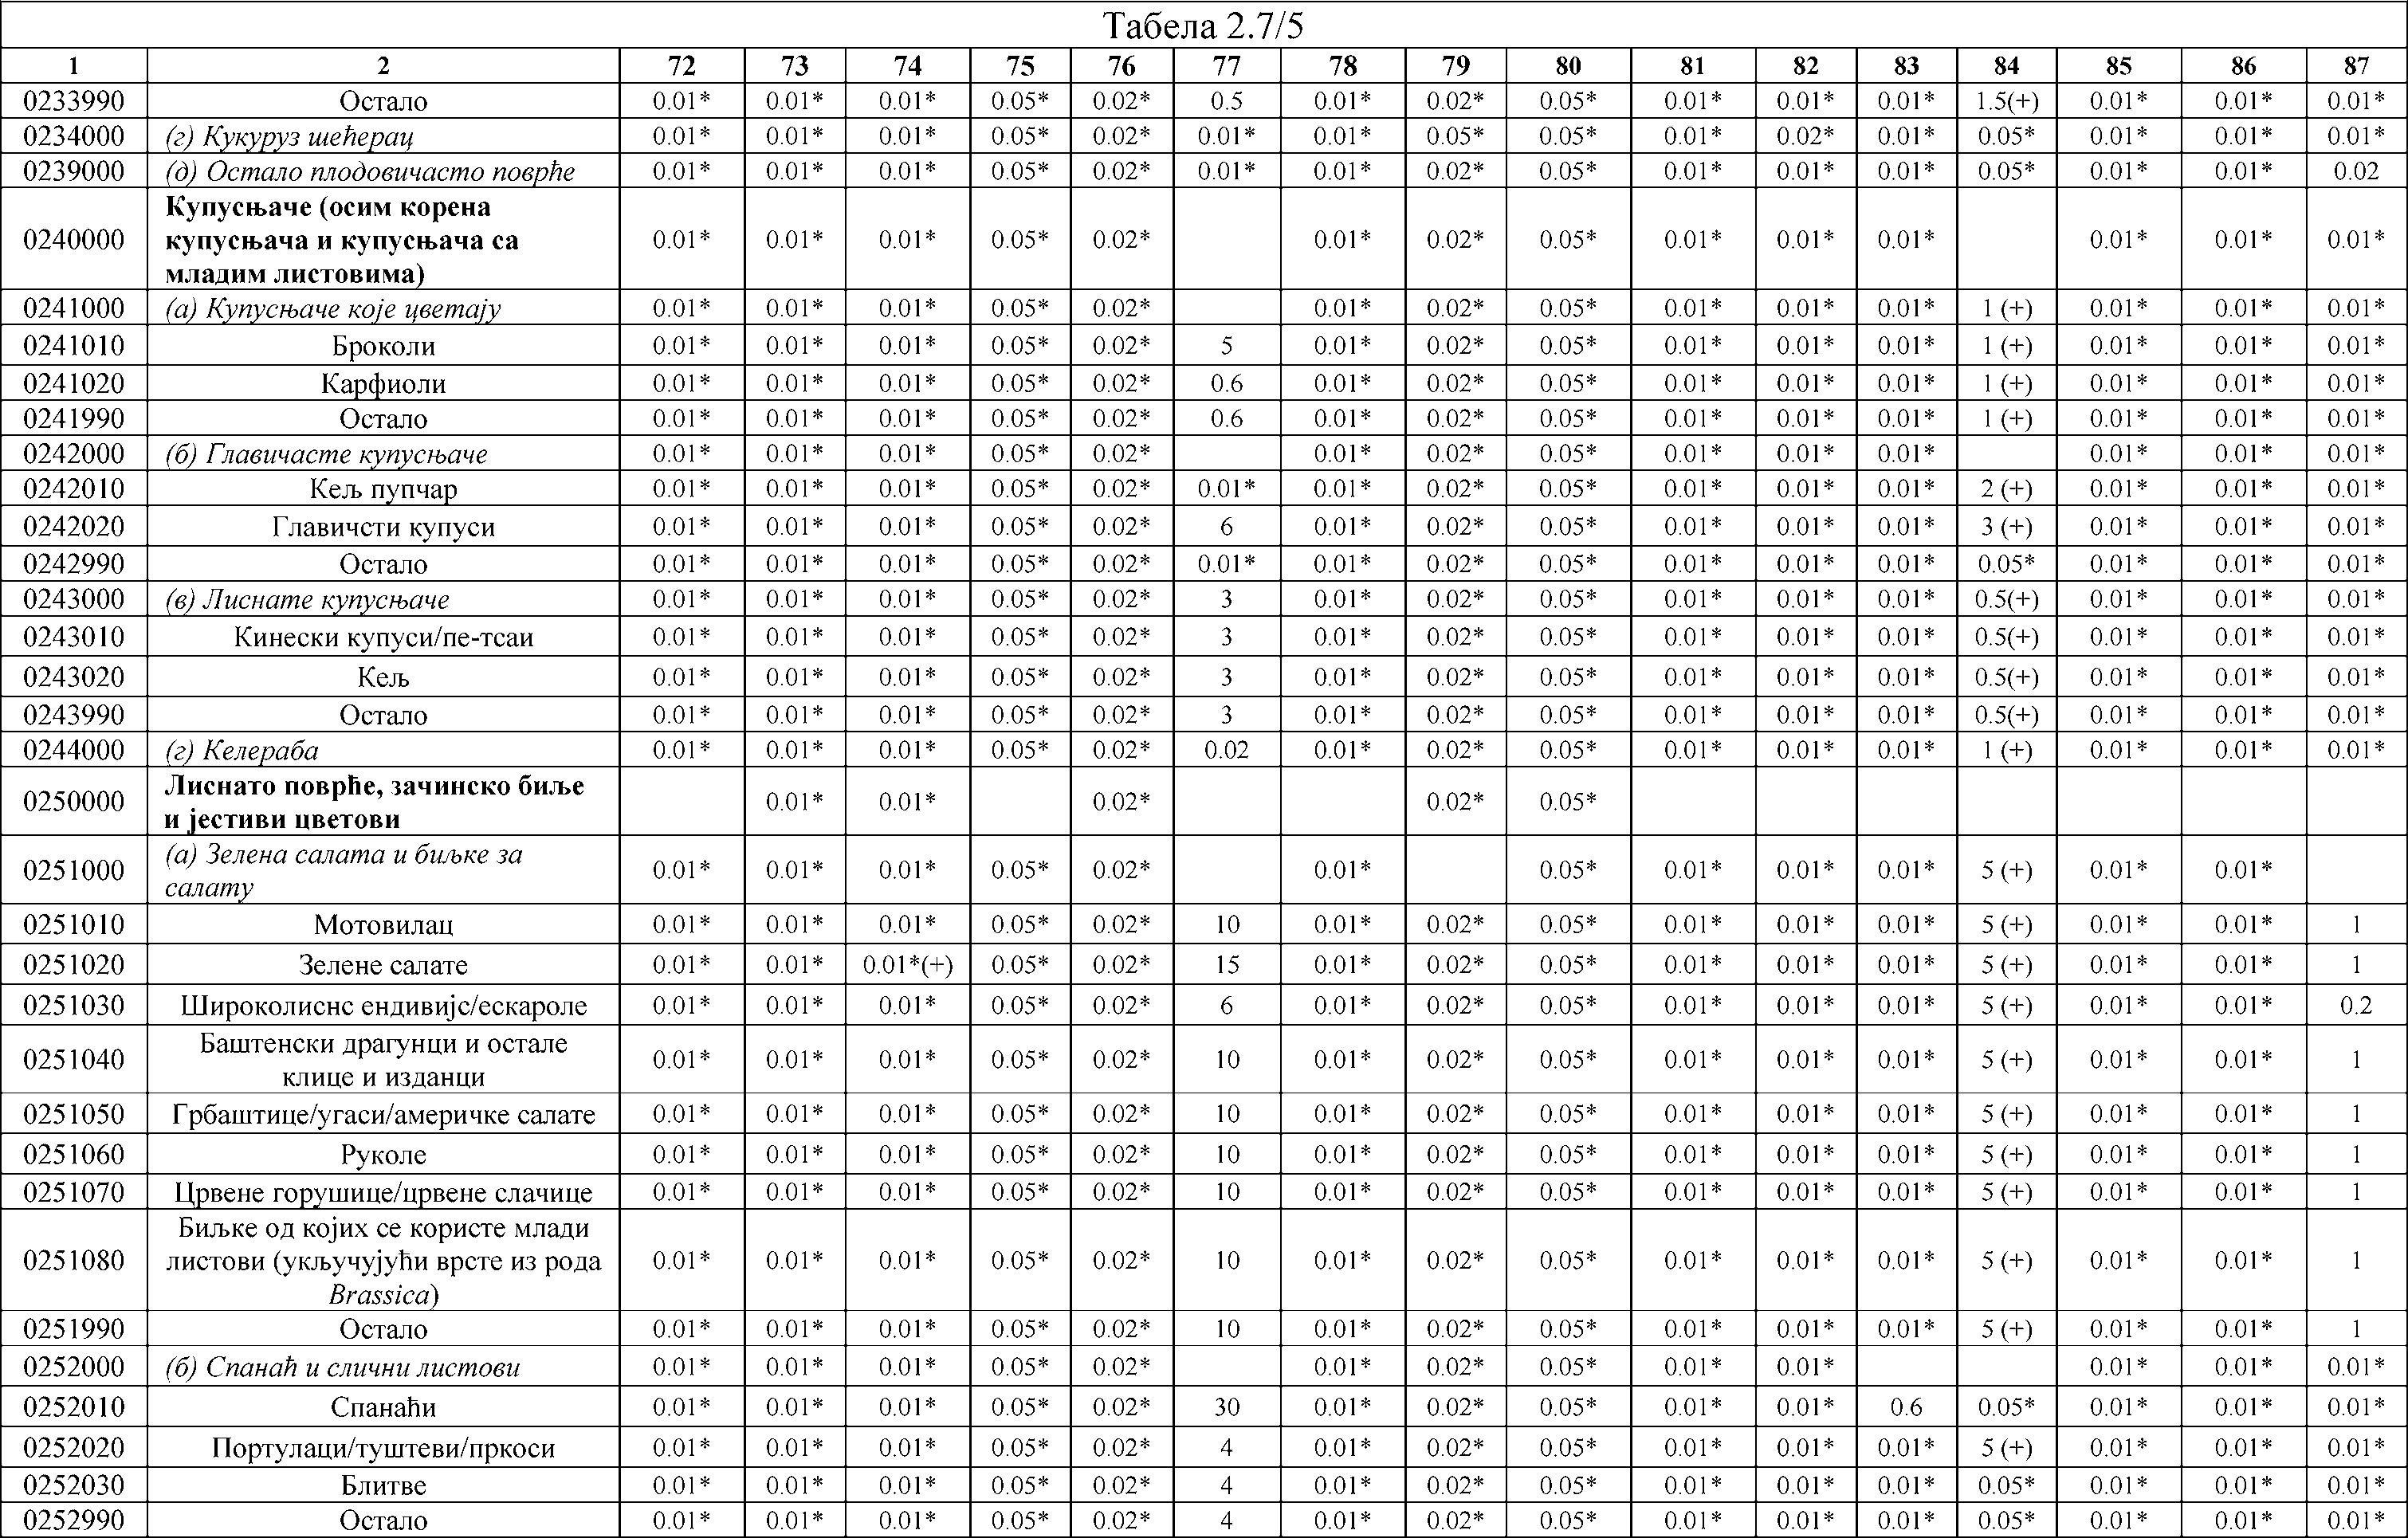 Табела 2.7/5
1 2 72 73 74 75 76 77 78 79 80 81 82 83 84 85 86 87
0233990 Остало 0.01* 0.01* 0.01* 0.05* 0.02* 0.5 0.01* 0.02* 0.05* 0.01* 0.01* 0.01* 1.5(+) 0.01* 0.01* 0.01*
0234000 (г) Кукуруз шећерац 0.01* 0.01* 0.01* 0.05* 0.02* 0.01* 0.01* 0.05* 0.05* 0.01* 0.02* 0.01* 0.05* 0.01* 0.01* 0.01*
0239000 (д) Остало плодовичасто поврће 0.01* 0.01* 0.01* 0.05* 0.02* 0.01* 0.01* 0.02* 0.05* 0.01* 0.01* 0.01* 0.05* 0.01* 0.01* 0.02
Купусњаче (осим корена
0240000 купусњача и купусњача са 0.01* 0.01* 0.01* 0.05* 0.02* 0.01* 0.02* 0.05* 0.01* 0.01* 0.01* 0.01* 0.01* 0.01*
младим листовима)
0241000 (а) Купусњаче које цветају 0.01* 0.01* 0.01* 0.05* 0.02* 0.01* 0.02* 0.05* 0.01* 0.01* 0.01* 1 (+) 0.01* 0.01* 0.01*
0241010 Броколи 0.01* 0.01* 0.01* 0.05* 0.02* 5 0.01* 0.02* 0.05* 0.01* 0.01* 0.01* 1 (+) 0.01* 0.01* 0.01*
0241020 Карфиоли 0.01* 0.01* 0.01* 0.05* 0.02* 0.6 0.01* 0.02* 0.05* 0.01* 0.01* 0.01* 1 (+) 0.01* 0.01* 0.01*
0241990 Остало 0.01* 0.01* 0.01* 0.05* 0.02* 0.6 0.01* 0.02* 0.05* 0.01* 0.01* 0.01* 1 (+) 0.01* 0.01* 0.01*
0242000 (б) Главичасте купусњаче 0.01* 0.01* 0.01* 0.05* 0.02* 0.01* 0.02* 0.05* 0.01* 0.01* 0.01* 0.01* 0.01* 0.01*
0242010 Кељ пупчар 0.01* 0.01* 0.01* 0.05* 0.02* 0.01* 0.01* 0.02* 0.05* 0.01* 0.01* 0.01* 2 (+) 0.01* 0.01* 0.01*
0242020 Главичсти купуси 0.01* 0.01* 0.01* 0.05* 0.02* 6 0.01* 0.02* 0.05* 0.01* 0.01* 0.01* 3 (+) 0.01* 0.01* 0.01*
0242990 Остало 0.01* 0.01* 0.01* 0.05* 0.02* 0.01* 0.01* 0.02* 0.05* 0.01* 0.01* 0.01* 0.05* 0.01* 0.01* 0.01*
0243000 (в) Лиснате купусњаче 0.01* 0.01* 0.01* 0.05* 0.02* 3 0.01* 0.02* 0.05* 0.01* 0.01* 0.01* 0.5(+) 0.01* 0.01* 0.01*
0243010 Кинески купуси/пе-тсаи 0.01* 0.01* 0.01* 0.05* 0.02* 3 0.01* 0.02* 0.05* 0.01* 0.01* 0.01* 0.5(+) 0.01* 0.01* 0.01*
0243020 Кељ 0.01* 0.01* 0.01* 0.05* 0.02* 3 0.01* 0.02* 0.05* 0.01* 0.01* 0.01* 0.5(+) 0.01* 0.01* 0.01*
0243990 Остало 0.01* 0.01* 0.01* 0.05* 0.02* 3 0.01* 0.02* 0.05* 0.01* 0.01* 0.01* 0.5(+) 0.01* 0.01* 0.01*
0244000 (г) Келераба 0.01* 0.01* 0.01* 0.05* 0.02* 0.02 0.01* 0.02* 0.05* 0.01* 0.01* 0.01* 1 (+) 0.01* 0.01* 0.01*
Лиснато поврће, зачинско биље
0250000 0.01* 0.01* 0.02* 0.02* 0.05*
и јестиви цветови
(а) Зелена салата и биљке за
0251000 0.01* 0.01* 0.01* 0.05* 0.02* 0.01* 0.05* 0.01* 0.01* 0.01* 5 (+) 0.01* 0.01*
салату
0251010 Мотовилац 0.01* 0.01* 0.01* 0.05* 0.02* 10 0.01* 0.02* 0.05* 0.01* 0.01* 0.01* 5 (+) 0.01* 0.01* 1
0251020 Зелене салате 0.01* 0.01* 0.01*(+) 0.05* 0.02* 15 0.01* 0.02* 0.05* 0.01* 0.01* 0.01* 5 (+) 0.01* 0.01* 1
0251030 Широколиснс ендивијс/ескароле 0.01* 0.01* 0.01* 0.05* 0.02* 6 0.01* 0.02* 0.05* 0.01* 0.01* 0.01* 5 (+) 0.01* 0.01* 0.2
Баштенски драгунци и остале
0251040 0.01* 0.01* 0.01* 0.05* 0.02* 10 0.01* 0.02* 0.05* 0.01* 0.01* 0.01* 5 (+) 0.01* 0.01* 1
клице и изданци
0251050 Грбаштице/угаси/америчке салате 0.01* 0.01* 0.01* 0.05* 0.02* 10 0.01* 0.02* 0.05* 0.01* 0.01* 0.01* 5 (+) 0.01* 0.01* 1
0251060 Руколе 0.01* 0.01* 0.01* 0.05* 0.02* 10 0.01* 0.02* 0.05* 0.01* 0.01* 0.01* 5 (+) 0.01* 0.01* 1
0251070 Црвене горушице/црвене слачице 0.01* 0.01* 0.01* 0.05* 0.02* 10 0.01* 0.02* 0.05* 0.01* 0.01* 0.01* 5 (+) 0.01* 0.01* 1
Биљке од којих се користе млади
0251080 листови (укључујући врсте из рода 0.01* 0.01* 0.01* 0.05* 0.02* 10 0.01* 0.02* 0.05* 0.01* 0.01* 0.01* 5 (+) 0.01* 0.01* 1
Brassica)
0251990 Остало 0.01* 0.01* 0.01* 0.05* 0.02* 10 0.01* 0.02* 0.05* 0.01* 0.01* 0.01* 5 (+) 0.01* 0.01* 1
0252000 (б) Спанаћ и слични листови 0.01* 0.01* 0.01* 0.05* 0.02* 0.01* 0.02* 0.05* 0.01* 0.01* 0.01* 0.01* 0.01*
0252010 Спанаћи 0.01* 0.01* 0.01* 0.05* 0.02* 30 0.01* 0.02* 0.05* 0.01* 0.01* 0.6 0.05* 0.01* 0.01* 0.01*
0252020 Портулаци/туштеви/пркоси 0.01* 0.01* 0.01* 0.05* 0.02* 4 0.01* 0.02* 0.05* 0.01* 0.01* 0.01* 5 (+) 0.01* 0.01* 0.01*
0252030 Блитве 0.01* 0.01* 0.01* 0.05* 0.02* 4 0.01* 0.02* 0.05* 0.01* 0.01* 0.01* 0.05* 0.01* 0.01* 0.01*
0252990 Остало 0.01* 0.01* 0.01* 0.05* 0.02* 4 0.01* 0.02* 0.05* 0.01* 0.01* 0.01* 0.05* 0.01* 0.01* 0.01*